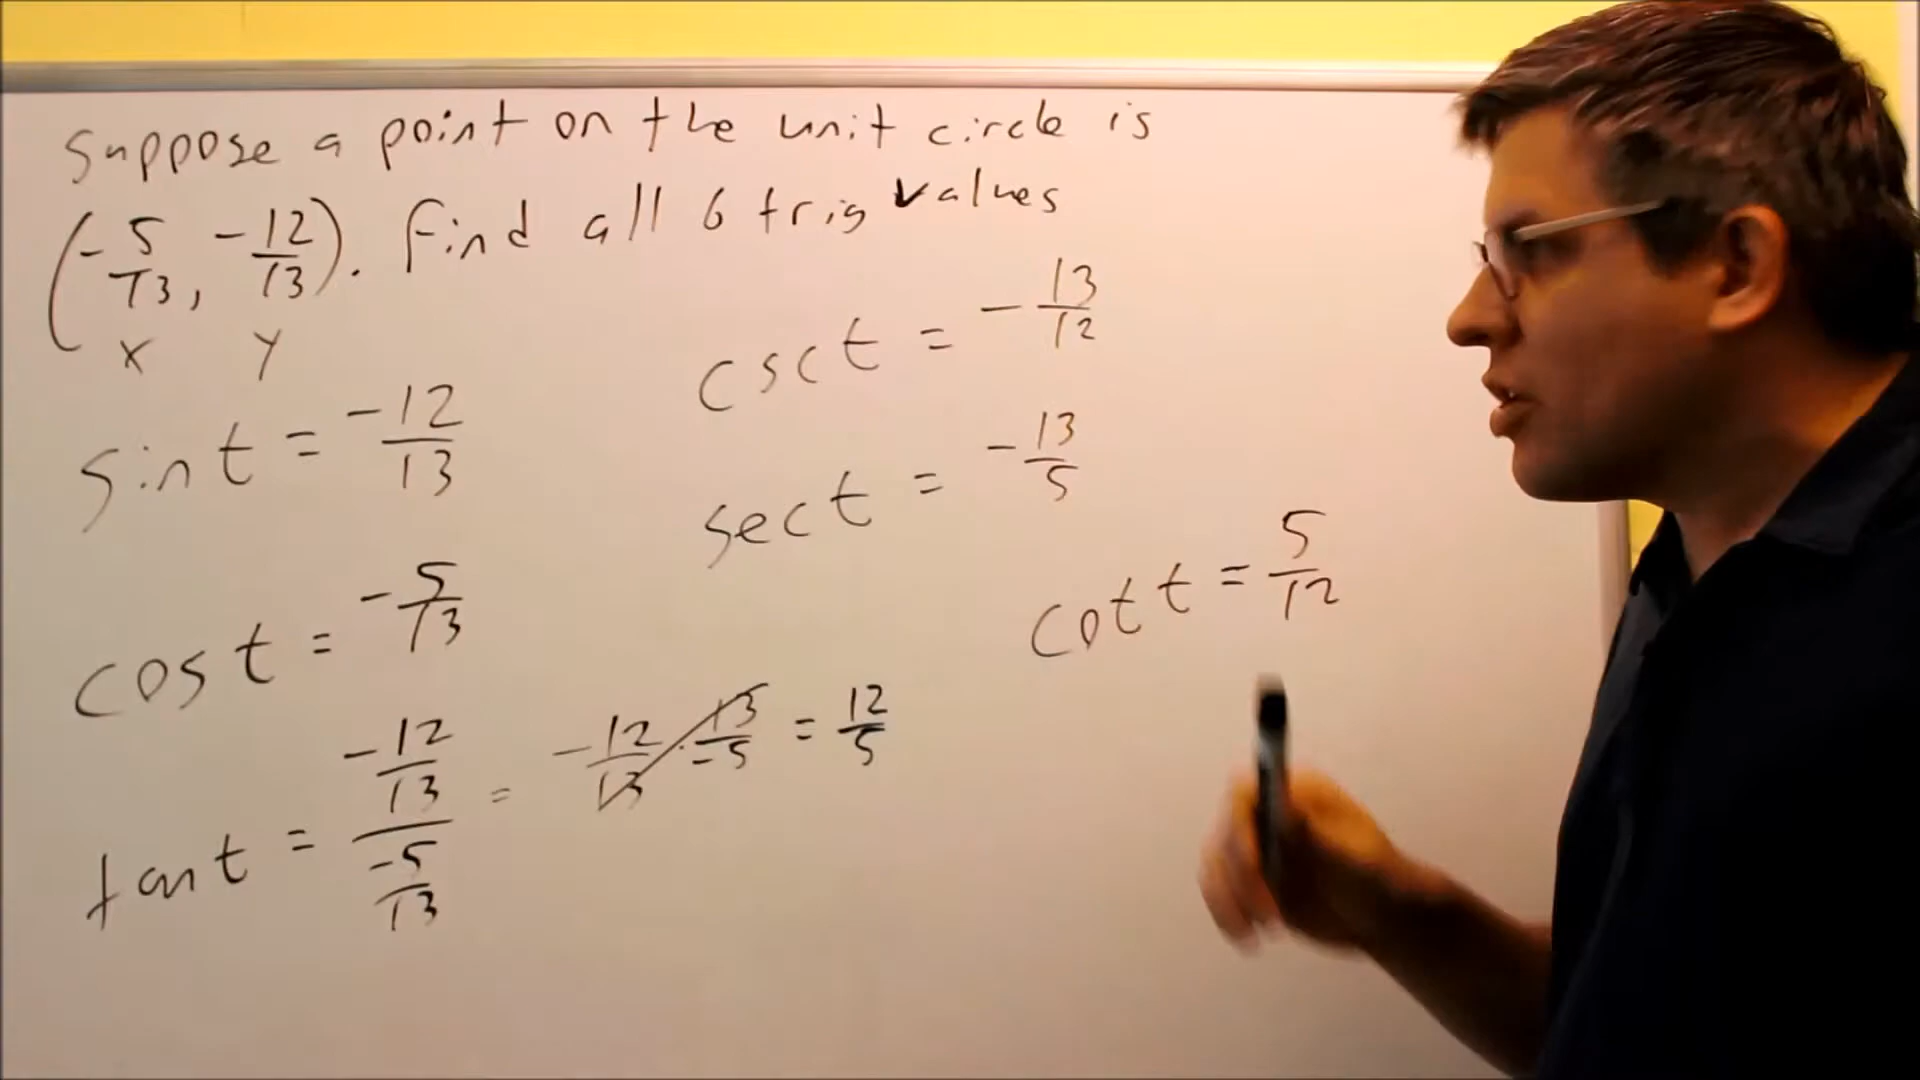 Suppose a point on the unit circle is
(-5/13, -12/13). Find all 6 trig values
x y
sin t = -12/13
csc t = -13/12
sec t = -13/5
cos t = -5/13
cot t = 5/12
tan t = (-12/13)/(-5/13) = -12/13 · 13/-5 = 12/5